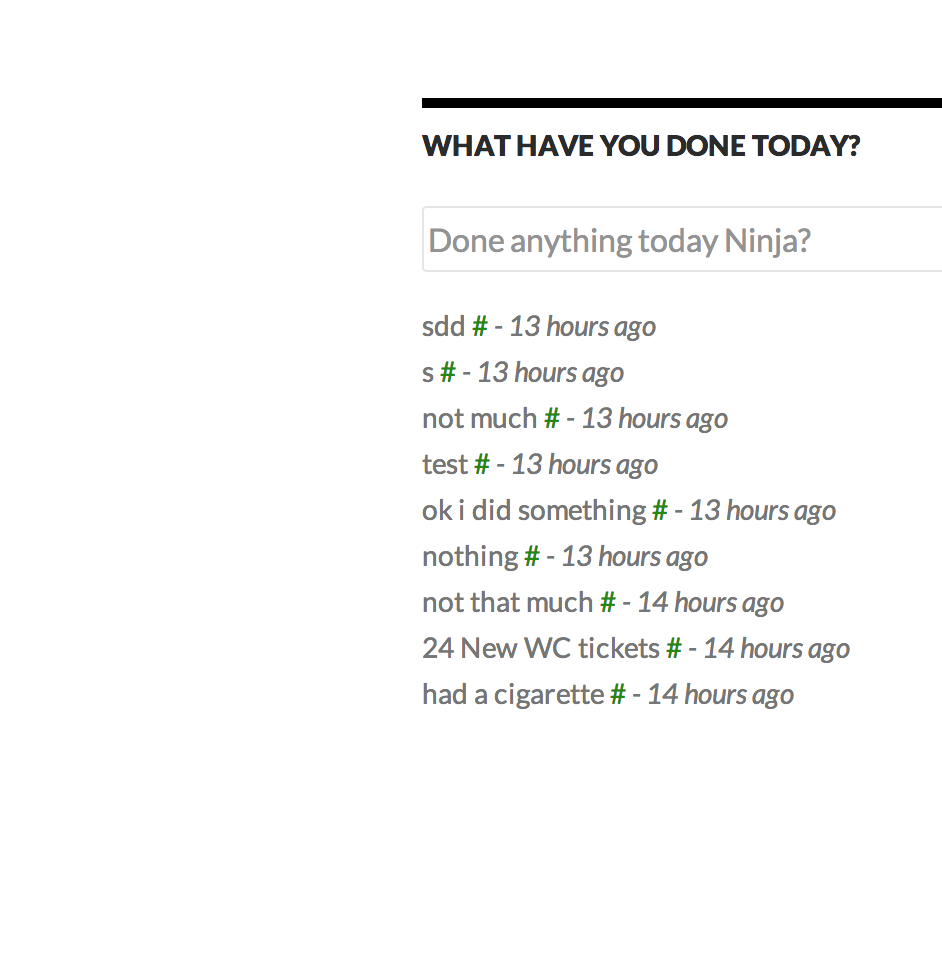 WHAT HAVE YOU DONE TODAY?
Done anything today Ninja?
sdd # - 13 hours ago
s # - 13 hours ago
not much # - 13 hours ago
test # - 13 hours ago
ok i did something # - 13 hours ago
nothing # - 13 hours ago
not that much # - 14 hours ago
24 New WC tickets # - 14 hours ago
had a cigarette # - 14 hours ago